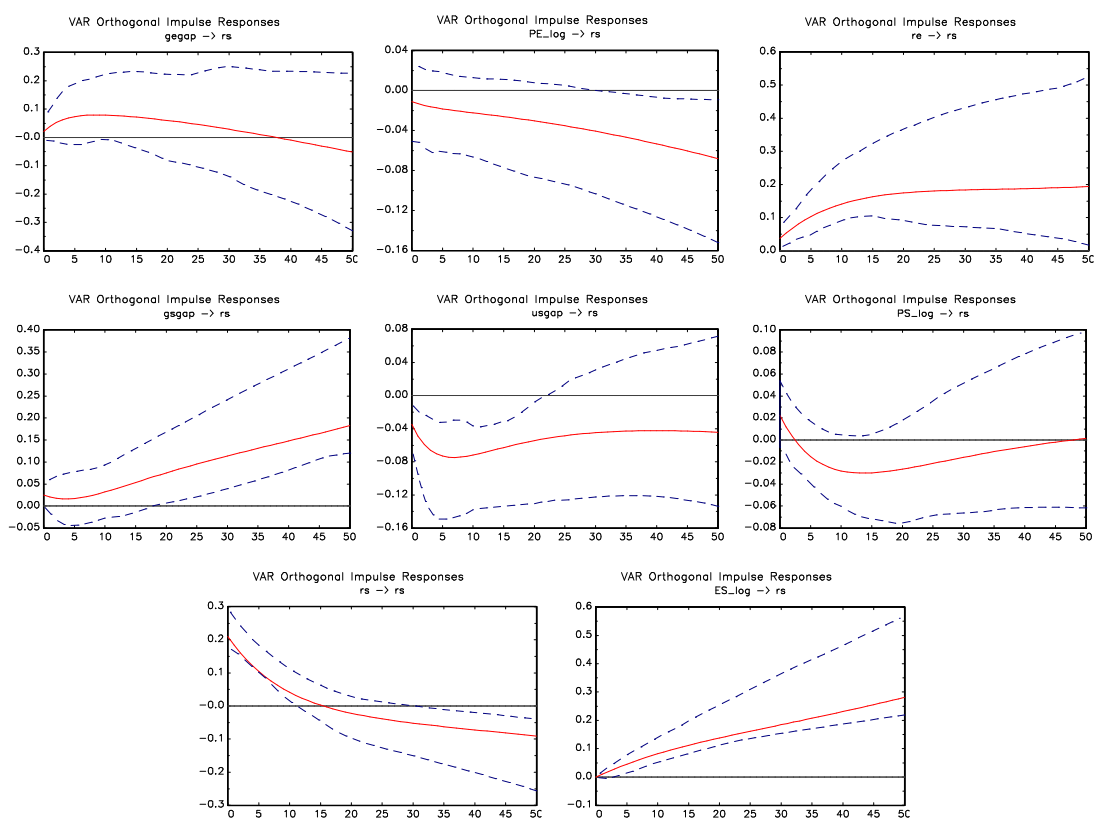 VAR Orthogonal Impulse Responses
gegap -> rs
0.3
0.2
0.1
-0.0
-0.1
-0.2
-0.3
-0.4
0 5 10 15 20 25 30 35 40 45 50
VAR Orthogonal Impulse Responses
PE_log -> rs
0.04
0.00
-0.04
-0.08
-0.12
-0.16
0 5 10 15 20 25 30 35 40 45 50
VAR Orthogonal Impulse Responses
re -> rs
0.6
0.5
0.4
0.3
0.2
0.1
0.0
0 5 10 15 20 25 30 35 40 45 50
VAR Orthogonal Impulse Responses
gsgap -> rs
0.40
0.35
0.30
0.25
0.20
0.15
0.10
0.05
0.00
-0.05
0 5 10 15 20 25 30 35 40 45 50
VAR Orthogonal Impulse Responses
usgap -> rs
0.08
0.04
0.00
-0.04
-0.08
-0.12
-0.16
0 5 10 15 20 25 30 35 40 45 50
VAR Orthogonal Impulse Responses
PS_log -> rs
0.10
0.08
0.06
0.04
0.02
0.00
-0.02
-0.04
-0.06
-0.08
0 5 10 15 20 25 30 35 40 45 50
VAR Orthogonal Impulse Responses
rs -> rs
0.3
0.2
0.1
-0.0
-0.1
-0.2
-0.3
0 5 10 15 20 25 30 35 40 45 50
VAR Orthogonal Impulse Responses
ES_log -> rs
0.6
0.5
0.4
0.3
0.2
0.1
0.0
-0.1
0 5 10 15 20 25 30 35 40 45 50